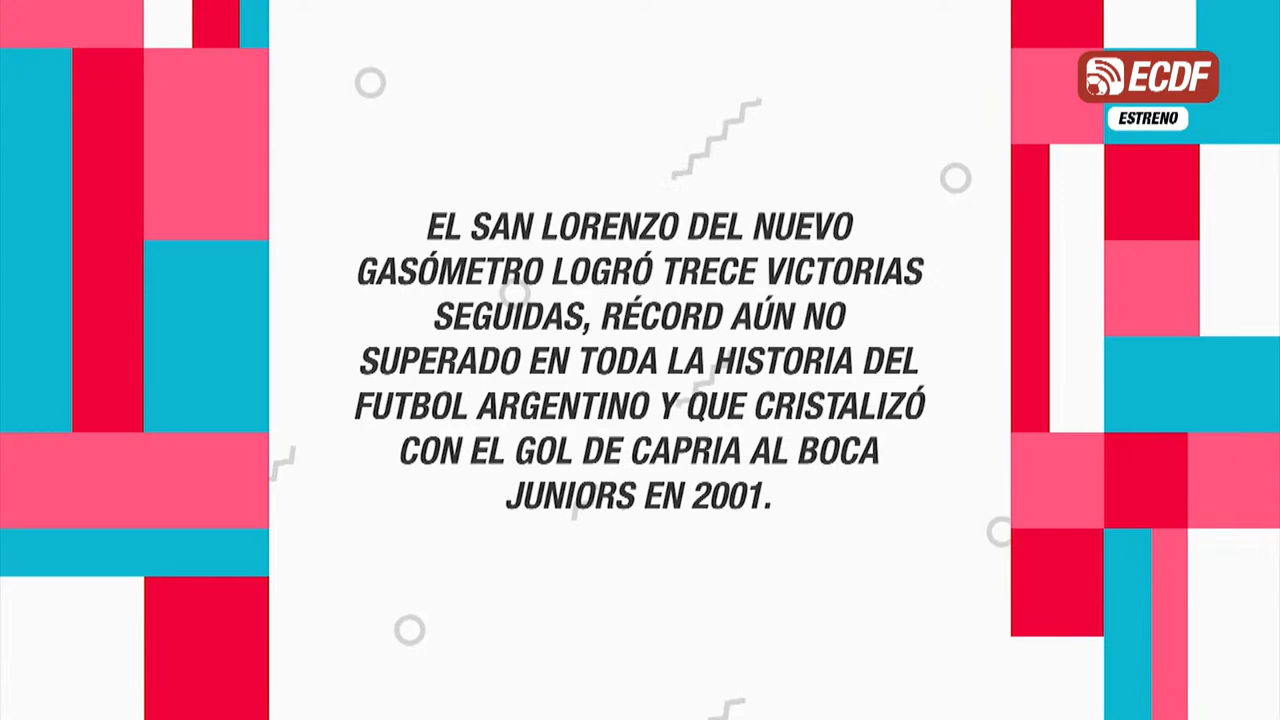 ECDF
ESTRENO
EL SAN LORENZO DEL NUEVO
GASÓMETRO LOGRÓ TRECE VICTORIAS
SEGUIDAS, RÉCORD AÚN NO
SUPERADO EN TODA LA HISTORIA DEL
FUTBOL ARGENTINO Y QUE CRISTALIZÓ
CON EL GOL DE CAPRIA AL BOCA
JUNIORS EN 2001.